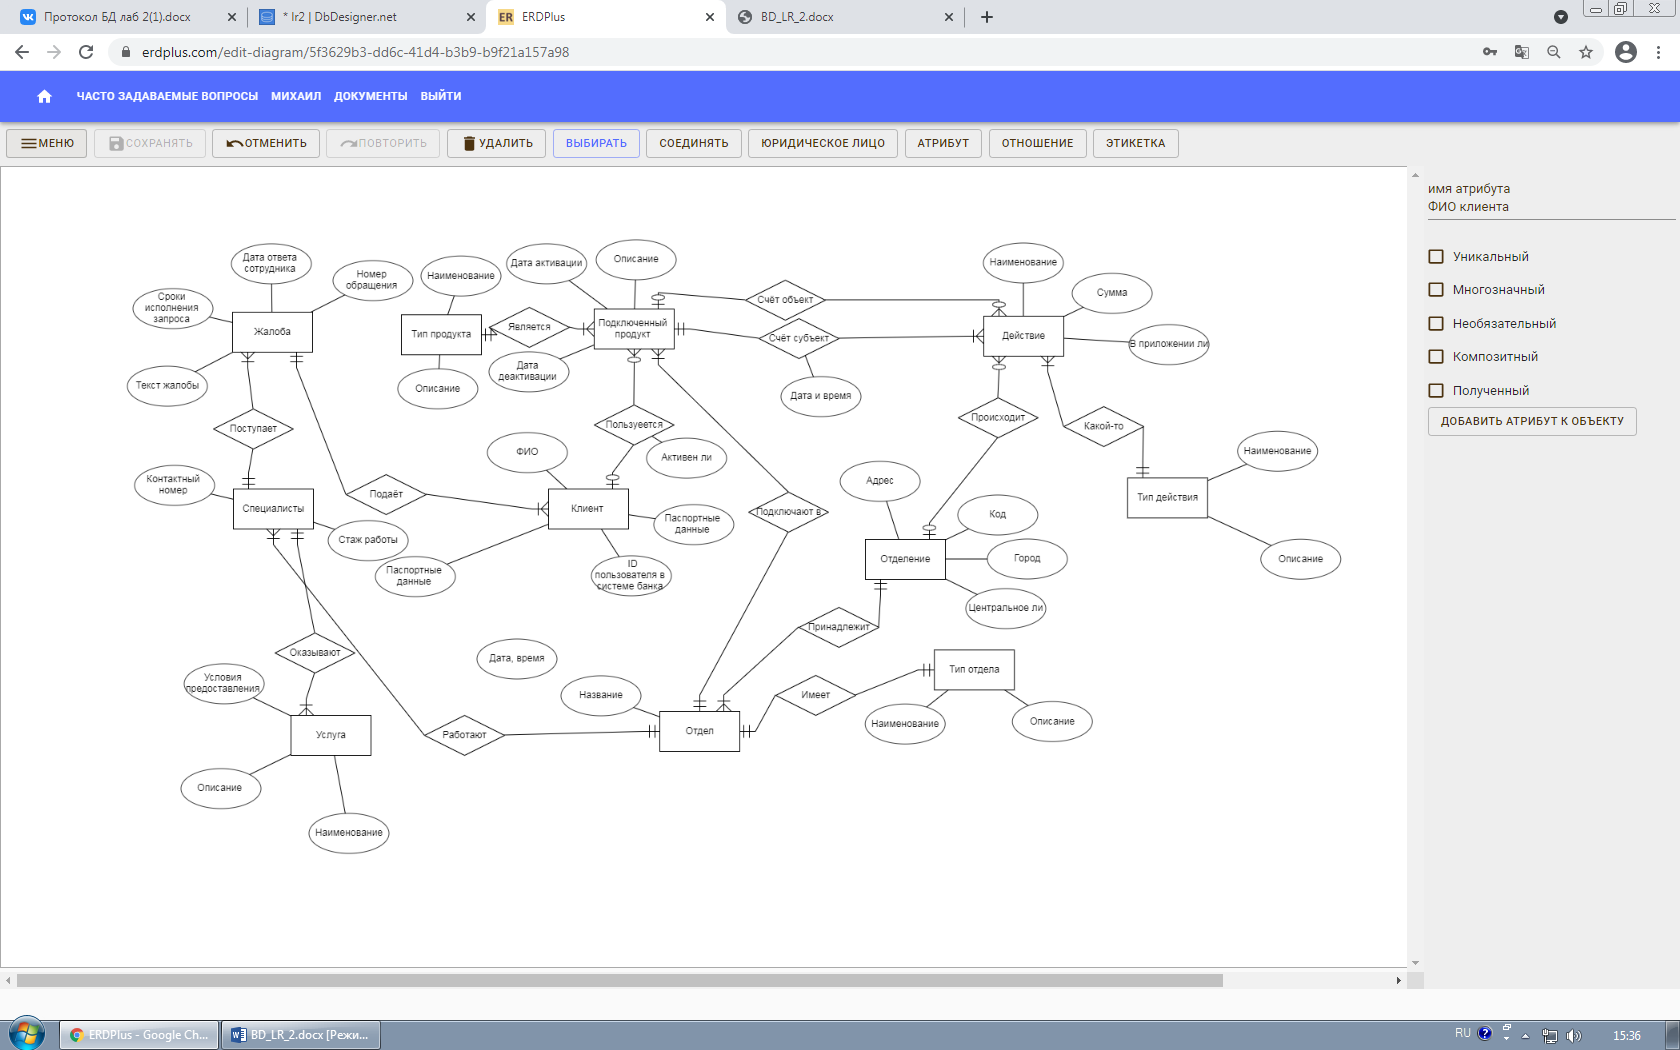 Протокол БД лаб 2(1).docx
* lr2 | DbDesigner.net
ER
ERDPlus
BD_LR_2.docx
erdplus.com/edit-diagram/5f3629b3-dd6c-41d4-b3b9-b9f21a157a98
ЧАСТО ЗАДАВАЕМЫЕ ВОПРОСЫ МИХАИЛ ДОКУМЕНТЫ ВЫЙТИ
МЕНЮ
СОХРАНЯТЬ
ОТМЕНИТЬ
ПОВТОРИТЬ
УДАЛИТЬ
ВЫБИРАТЬ
СОЕДИНЯТЬ
ЮРИДИЧЕСКОЕ ЛИЦО
АТРИБУТ
ОТНОШЕНИЕ
ЭТИКЕТКА
имя атрибута
ФИО клиента
Уникальный
Многозначный
Необязательный
Композитный
Полученный
ДОБАВИТЬ АТРИБУТ К ОБЪЕКТУ
Дата ответа
сотрудника
Номер
обращения
Сроки
исполнения
запроса
Жалоба
Текст жалобы
Наименование
Тип продукта
Описание
Является
Дата активации
Описание
Подключенный
продукт
Дата
деактивации
Счёт объект
Счёт субъект
Дата и время
Наименование
Сумма
Действие
В приложении ли
Поступает
Подаёт
Пользуеется
Активен ли
ФИО
Клиент
Паспортные
данные
Паспортные
данные
ID
пользователя в
системе банка
Происходит
Какой-то
Наименование
Тип действия
Описание
Контактный
номер
Специалисты
Стаж работы
Подключают в
Адрес
Код
Отделение
Город
Центральное ли
Принадлежит
Оказывают
Дата, время
Название
Имеет
Тип отдела
Наименование
Описание
Условия
предоставления
Услуга
Работают
Отдел
Описание
Наименование
ERDPlus - Google Ch...
BD_LR_2.docx [Режи...
RU
15:36